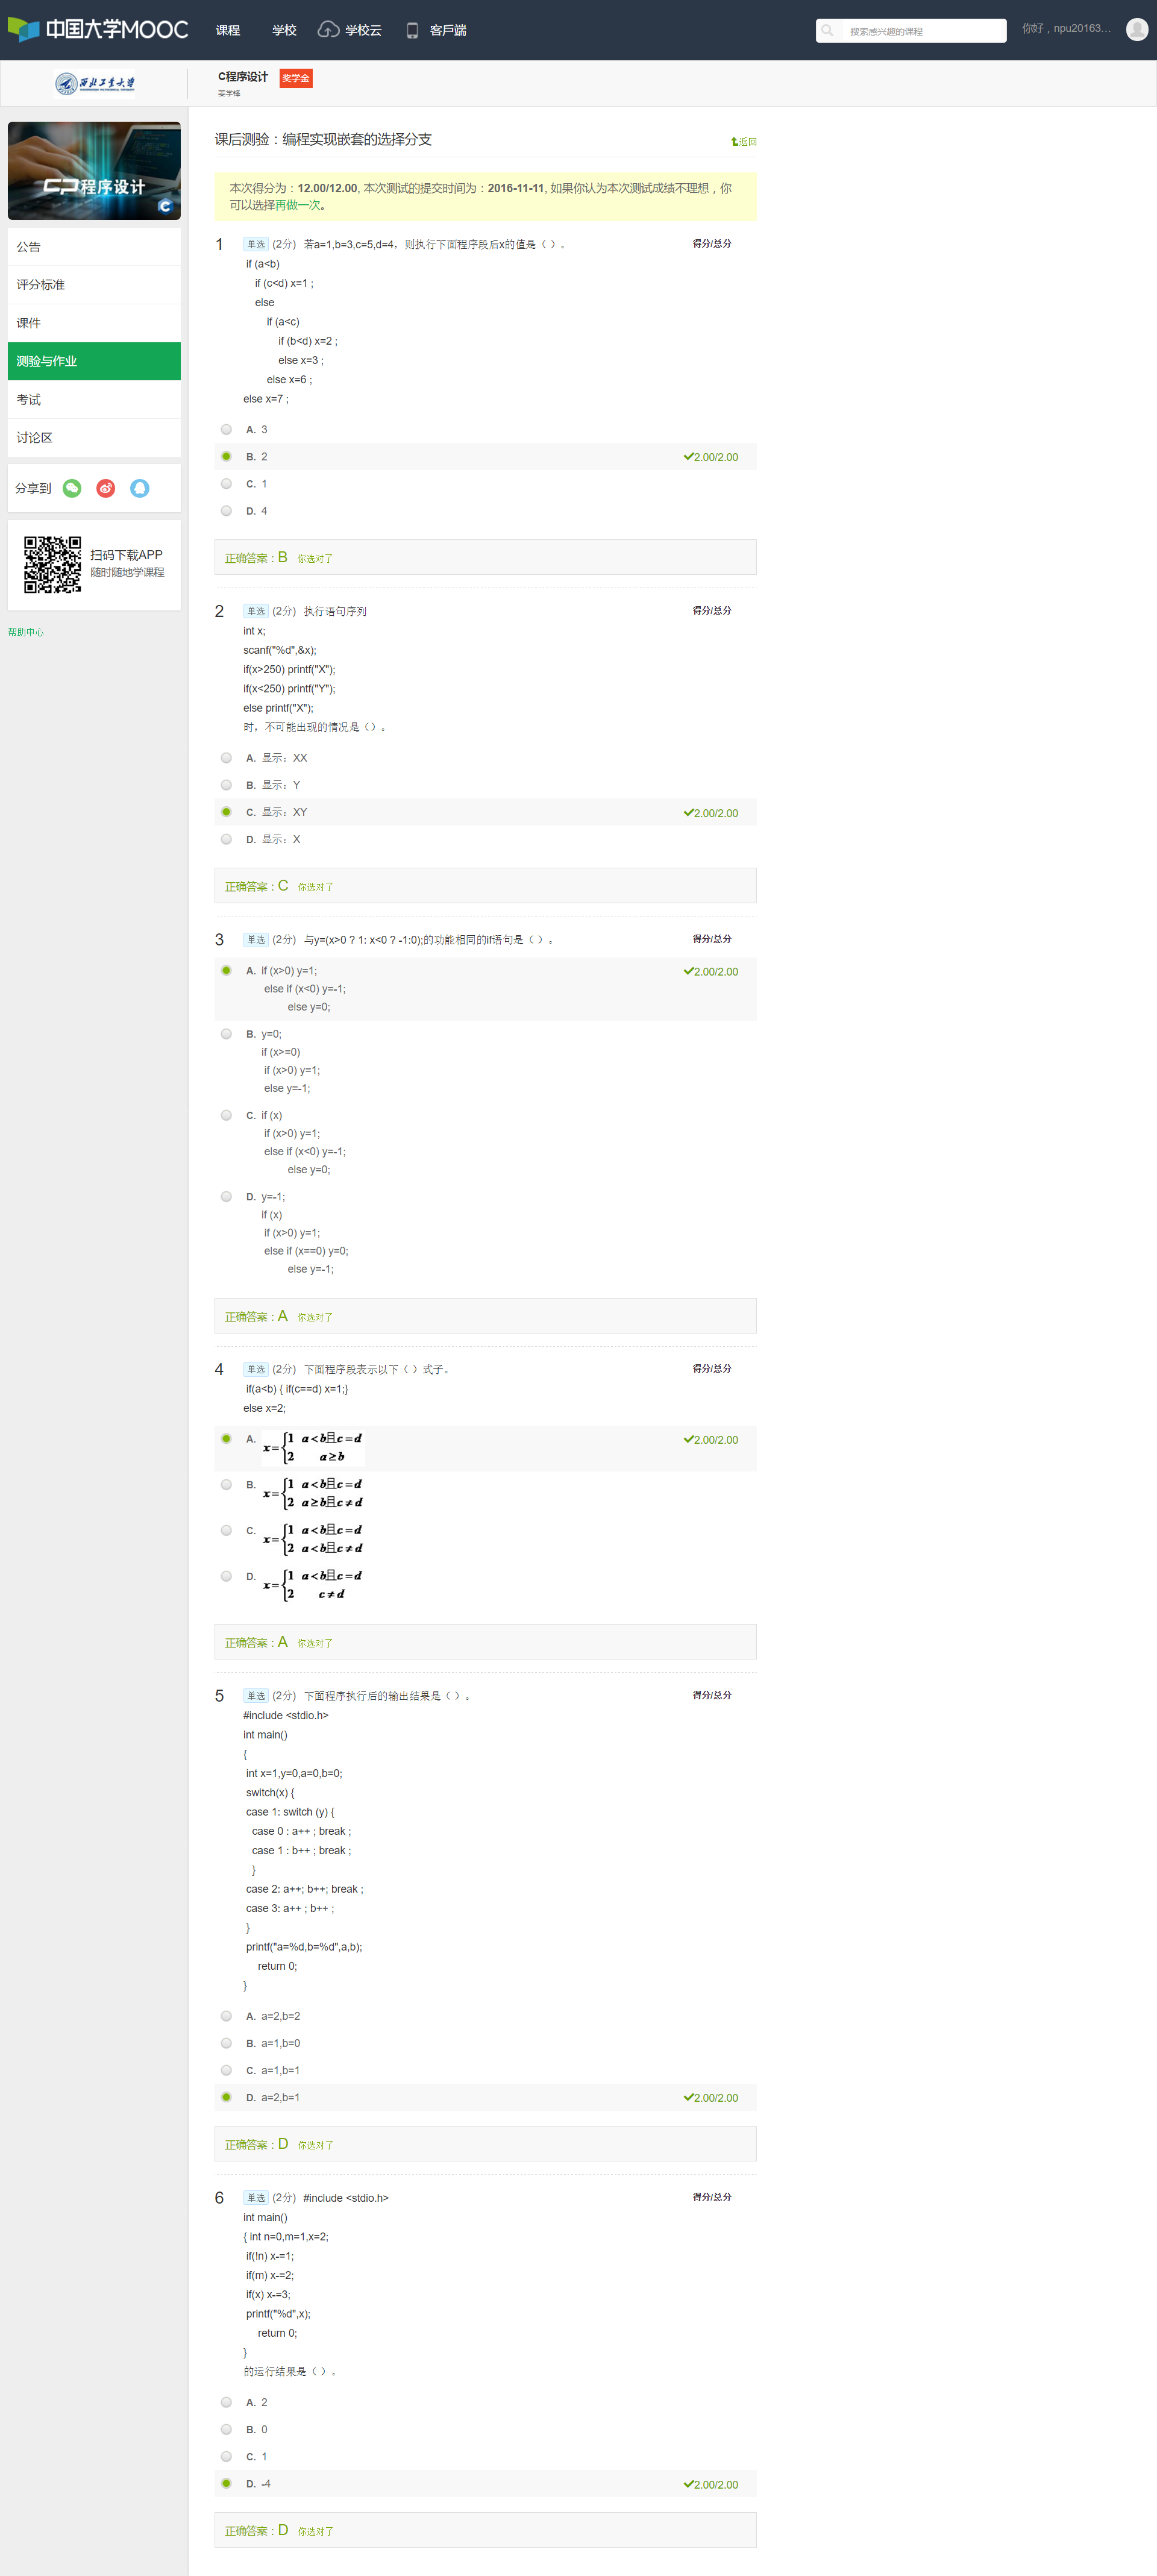 中国大学MOOC
课程
学校
学校云
客户端
搜索感兴趣的课程
你好，npu20163...
西北工业大学
C程序设计
奖学金
姜学锋
CP程序设计
C
公告
评分标准
课件
测验与作业
考试
讨论区
分享到
扫码下载APP
随时随地学课程
帮助中心
课后测验：编程实现嵌套的选择分支
返回
本次得分为：12.00/12.00, 本次测试的提交时间为：2016-11-11, 如果你认为本次测试成绩不理想，你
可以选择再做一次。
1 单选 (2分) 若a=1,b=3,c=5,d=4，则执行下面程序段后x的值是（ ）。 得分/总分
if (a<b)
if (c<d) x=1 ;
else
if (a<c)
if (b<d) x=2 ;
else x=3 ;
else x=6 ;
else x=7 ;
A. 3
B. 2 2.00/2.00
C. 1
D. 4
正确答案：B 你选对了
2 单选 (2分) 执行语句序列 得分/总分
int x;
scanf("%d",&x);
if(x>250) printf("X");
if(x<250) printf("Y");
else printf("X");
时，不可能出现的情况是（）。
A. 显示：XX
B. 显示：Y
C. 显示：XY 2.00/2.00
D. 显示：X
正确答案：C 你选对了
3 单选 (2分) 与y=(x>0 ? 1: x<0 ? -1:0);的功能相同的if语句是（ ）。 得分/总分
A. if (x>0) y=1; 2.00/2.00
else if (x<0) y=-1;
else y=0;
B. y=0;
if (x>=0)
if (x>0) y=1;
else y=-1;
C. if (x)
if (x>0) y=1;
else if (x<0) y=-1;
else y=0;
D. y=-1;
if (x)
if (x>0) y=1;
else if (x==0) y=0;
else y=-1;
正确答案：A 你选对了
4 单选 (2分) 下面程序段表示以下（ ）式子。 得分/总分
if(a<b) { if(c==d) x=1;}
else x=2;
A. x={1 a<b且c=d 2.00/2.00
2 a≥b
B. x={1 a<b且c=d
2 a≥b且c≠d
C. x={1 a<b且c=d
2 a<b且c≠d
D. x={1 a<b且c=d
2 c≠d
正确答案：A 你选对了
5 单选 (2分) 下面程序执行后的输出结果是（ ）。 得分/总分
#include <stdio.h>
int main()
{
int x=1,y=0,a=0,b=0;
switch(x) {
case 1: switch (y) {
case 0 : a++ ; break ;
case 1 : b++ ; break ;
}
case 2: a++; b++; break ;
case 3: a++ ; b++ ;
}
printf("a=%d,b=%d",a,b);
return 0;
}
A. a=2,b=2
B. a=1,b=0
C. a=1,b=1
D. a=2,b=1 2.00/2.00
正确答案：D 你选对了
6 单选 (2分) #include <stdio.h> 得分/总分
int main()
{ int n=0,m=1,x=2;
if(!n) x-=1;
if(m) x-=2;
if(x) x-=3;
printf("%d",x);
return 0;
}
的运行结果是（ ）。
A. 2
B. 0
C. 1
D. -4 2.00/2.00
正确答案：D 你选对了